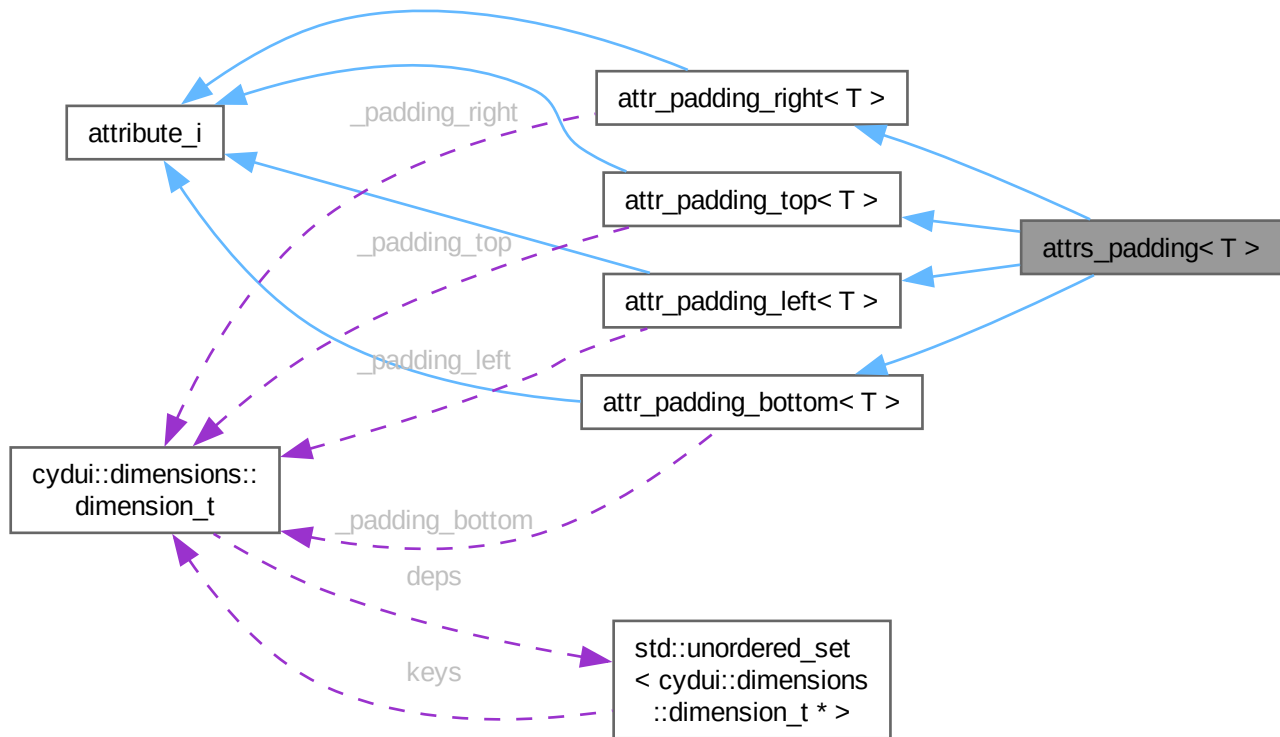 attr_padding_right< T >
_padding_right
attribute_i
attr_padding_top< T >
_padding_top
attrs_padding< T >
attr_padding_left< T >
_padding_left
attr_padding_bottom< T >
cydui::dimensions::
dimension_t
_padding_bottom
deps
std::unordered_set
< cydui::dimensions
::dimension_t * >
keys